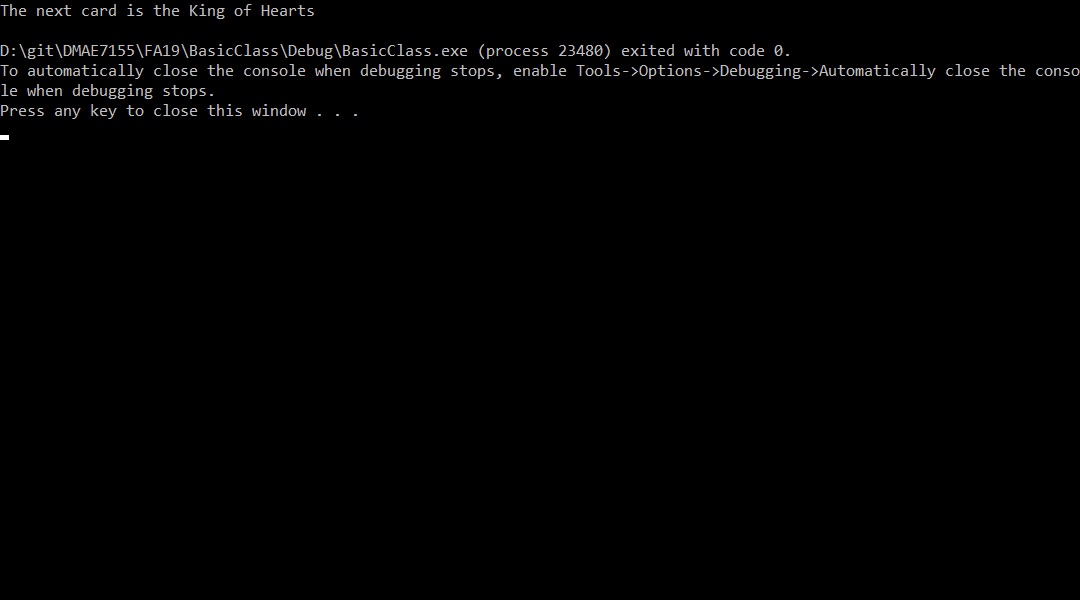 The next card is the King of Hearts
D:\git\DMAE7155\FA19\BasicClass\Debug\BasicClass.exe (process 23480) exited with code 0.
To automatically close the console when debugging stops, enable Tools->Options->Debugging->Automatically close the conso
le when debugging stops.
Press any key to close this window . . .